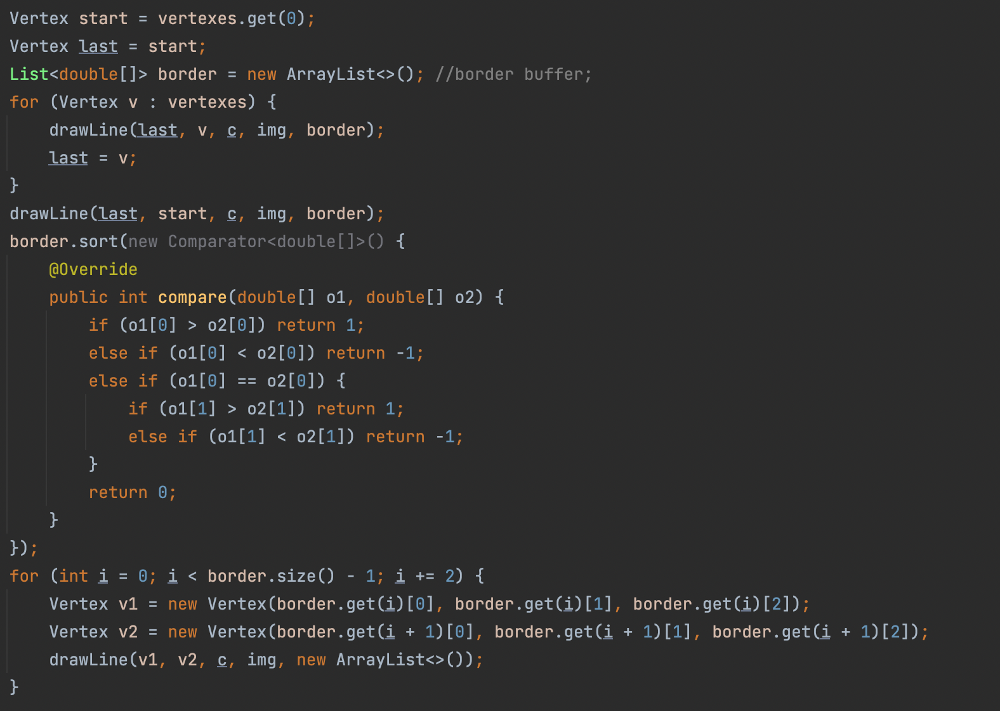 Vertex start = vertexes.get(0);
Vertex last = start;
List<double[]> border = new ArrayList<>(); //border buffer;
for (Vertex v : vertexes) {
    drawLine(last, v, c, img, border);
    last = v;
}
drawLine(last, start, c, img, border);
border.sort(new Comparator<double[]>() {
    @Override
    public int compare(double[] o1, double[] o2) {
        if (o1[0] > o2[0]) return 1;
        else if (o1[0] < o2[0]) return -1;
        else if (o1[0] == o2[0]) {
            if (o1[1] > o2[1]) return 1;
            else if (o1[1] < o2[1]) return -1;
        }
        return 0;
    }
});
for (int i = 0; i < border.size() - 1; i += 2) {
    Vertex v1 = new Vertex(border.get(i)[0], border.get(i)[1], border.get(i)[2]);
    Vertex v2 = new Vertex(border.get(i + 1)[0], border.get(i + 1)[1], border.get(i + 1)[2]);
    drawLine(v1, v2, c, img, new ArrayList<>());
}